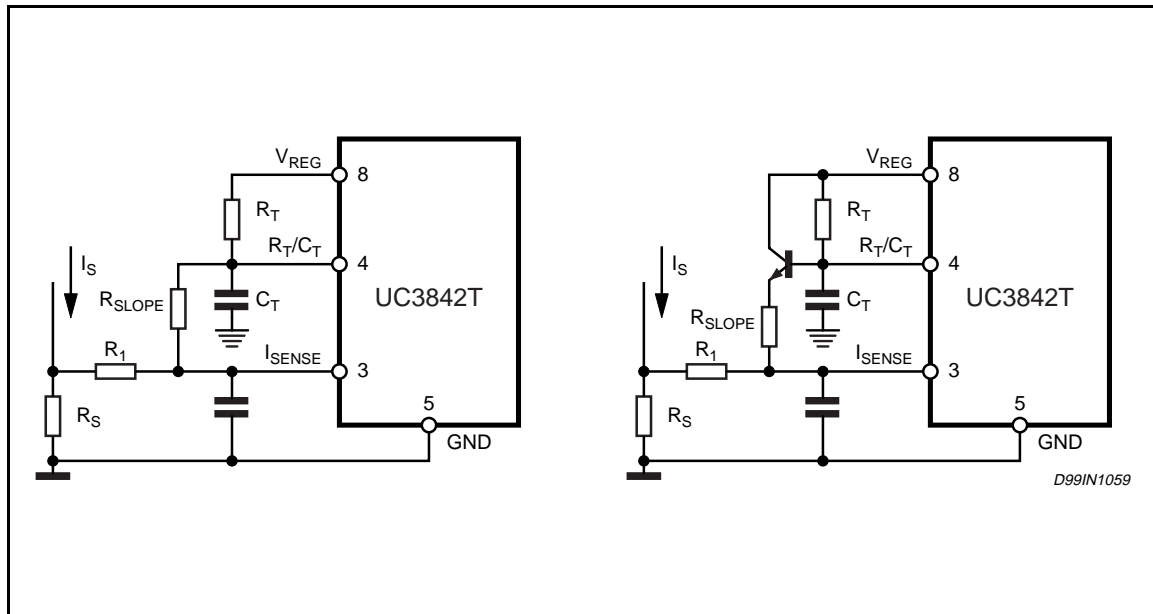 V_REG
8
R_T
R_T/C_T
I_S
4
R_SLOPE
C_T
UC3842T
R_1
I_SENSE
3
R_S
5
GND
V_REG
8
R_T
R_T/C_T
I_S
4
C_T
UC3842T
R_SLOPE
R_1
I_SENSE
3
R_S
5
GND
D99IN1059